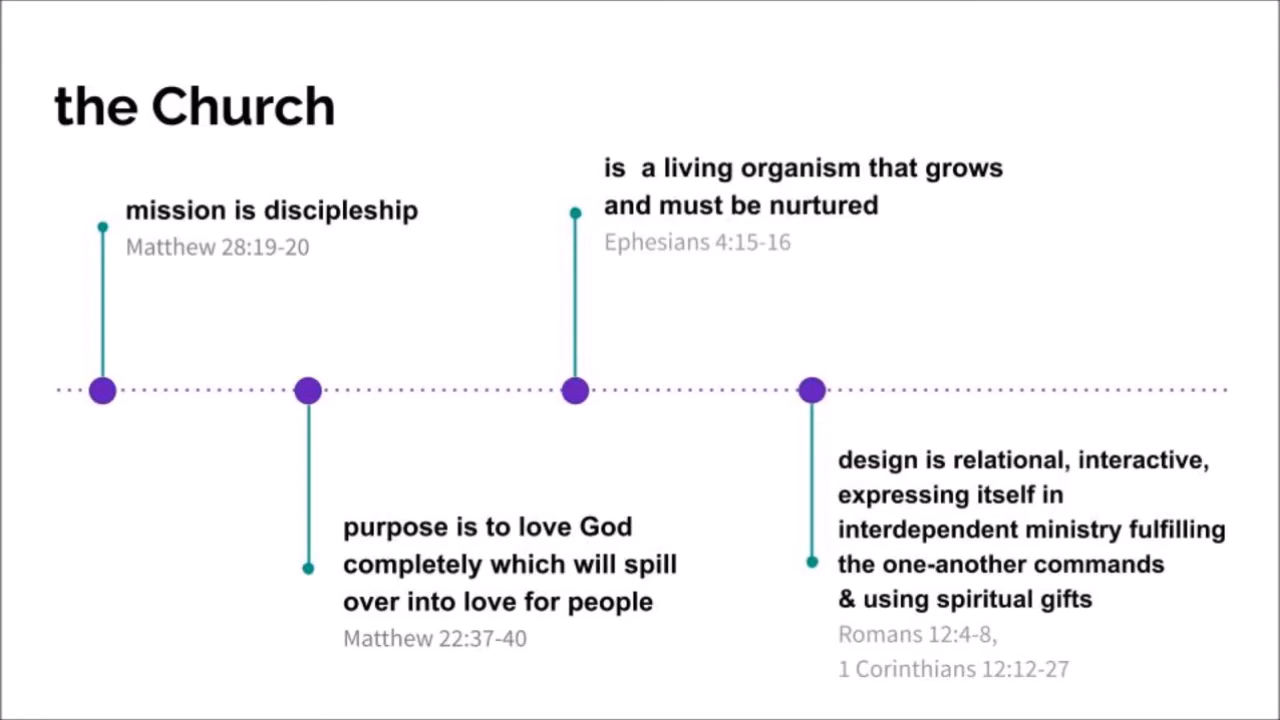 the Church
mission is discipleship
Matthew 28:19-20
purpose is to love God
completely which will spill
over into love for people
Matthew 22:37-40
is  a living organism that grows
and must be nurtured
Ephesians 4:15-16
design is relational, interactive,
expressing itself in
interdependent ministry fulfilling
the one-another commands
& using spiritual gifts
Romans 12:4-8,
1 Corinthians 12:12-27